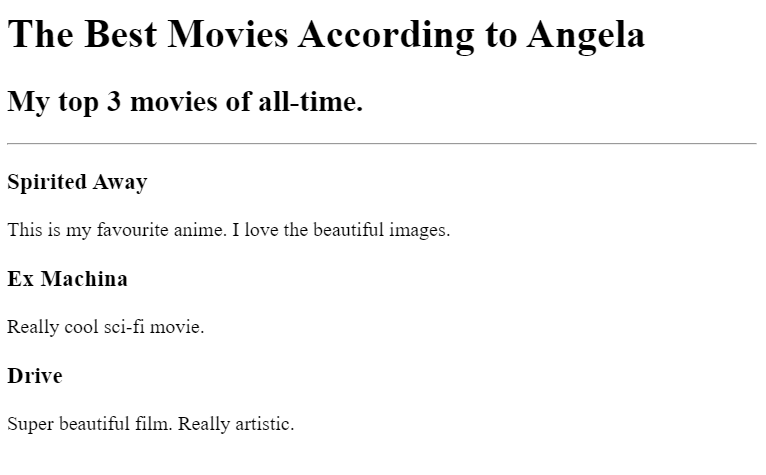 The Best Movies According to Angela
My top 3 movies of all-time.
Spirited Away
This is my favourite anime. I love the beautiful images.
Ex Machina
Really cool sci-fi movie.
Drive
Super beautiful film. Really artistic.